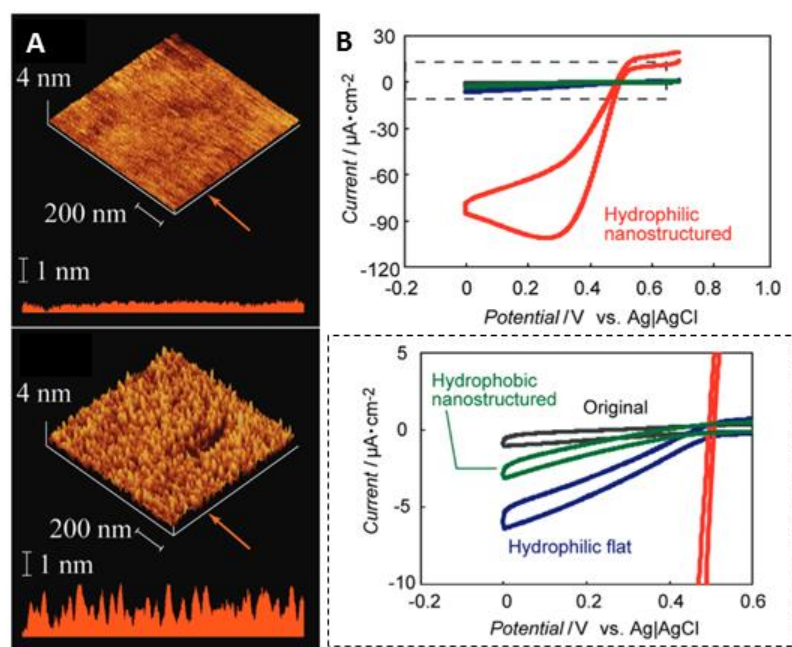 A
4 nm
200 nm
1 nm
4 nm
200 nm
1 nm
B
30
0
-30
-60
-90
-120
Current / µA·cm-2
Hydrophilic
nanostructured
-0.2
0
0.2
0.4
0.6
0.8
1.0
Potential / V vs. Ag|AgCl
5
0
-5
-10
Current / µA·cm-2
Hydrophobic
nanostructured
Original
Hydrophilic flat
-0.2
0
0.2
0.4
0.6
Potential / V vs. Ag|AgCl